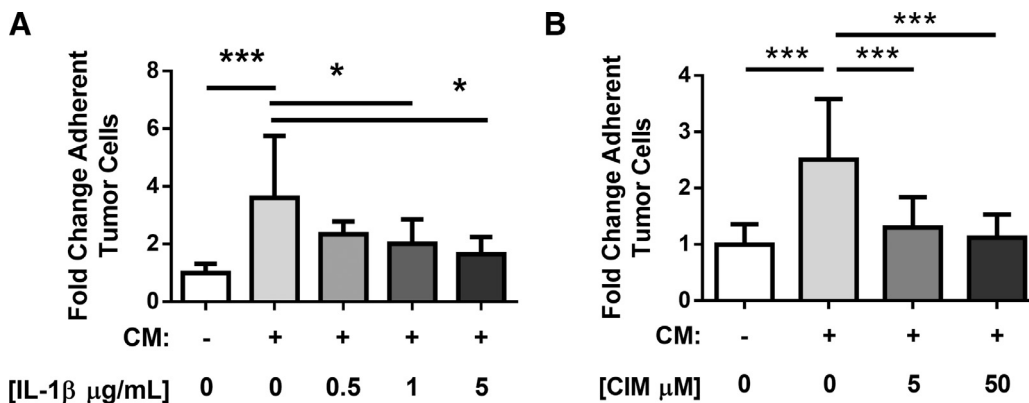 A
Fold Change Adherent
Tumor Cells
8
6
4
2
0
***
*
*
CM: - + + + +
[IL-1β μg/mL] 0 0 0.5 1 5
B
Fold Change Adherent
Tumor Cells
4
3
2
1
0
***
***
***
CM: - + + +
[CIM μM] 0 0 5 50